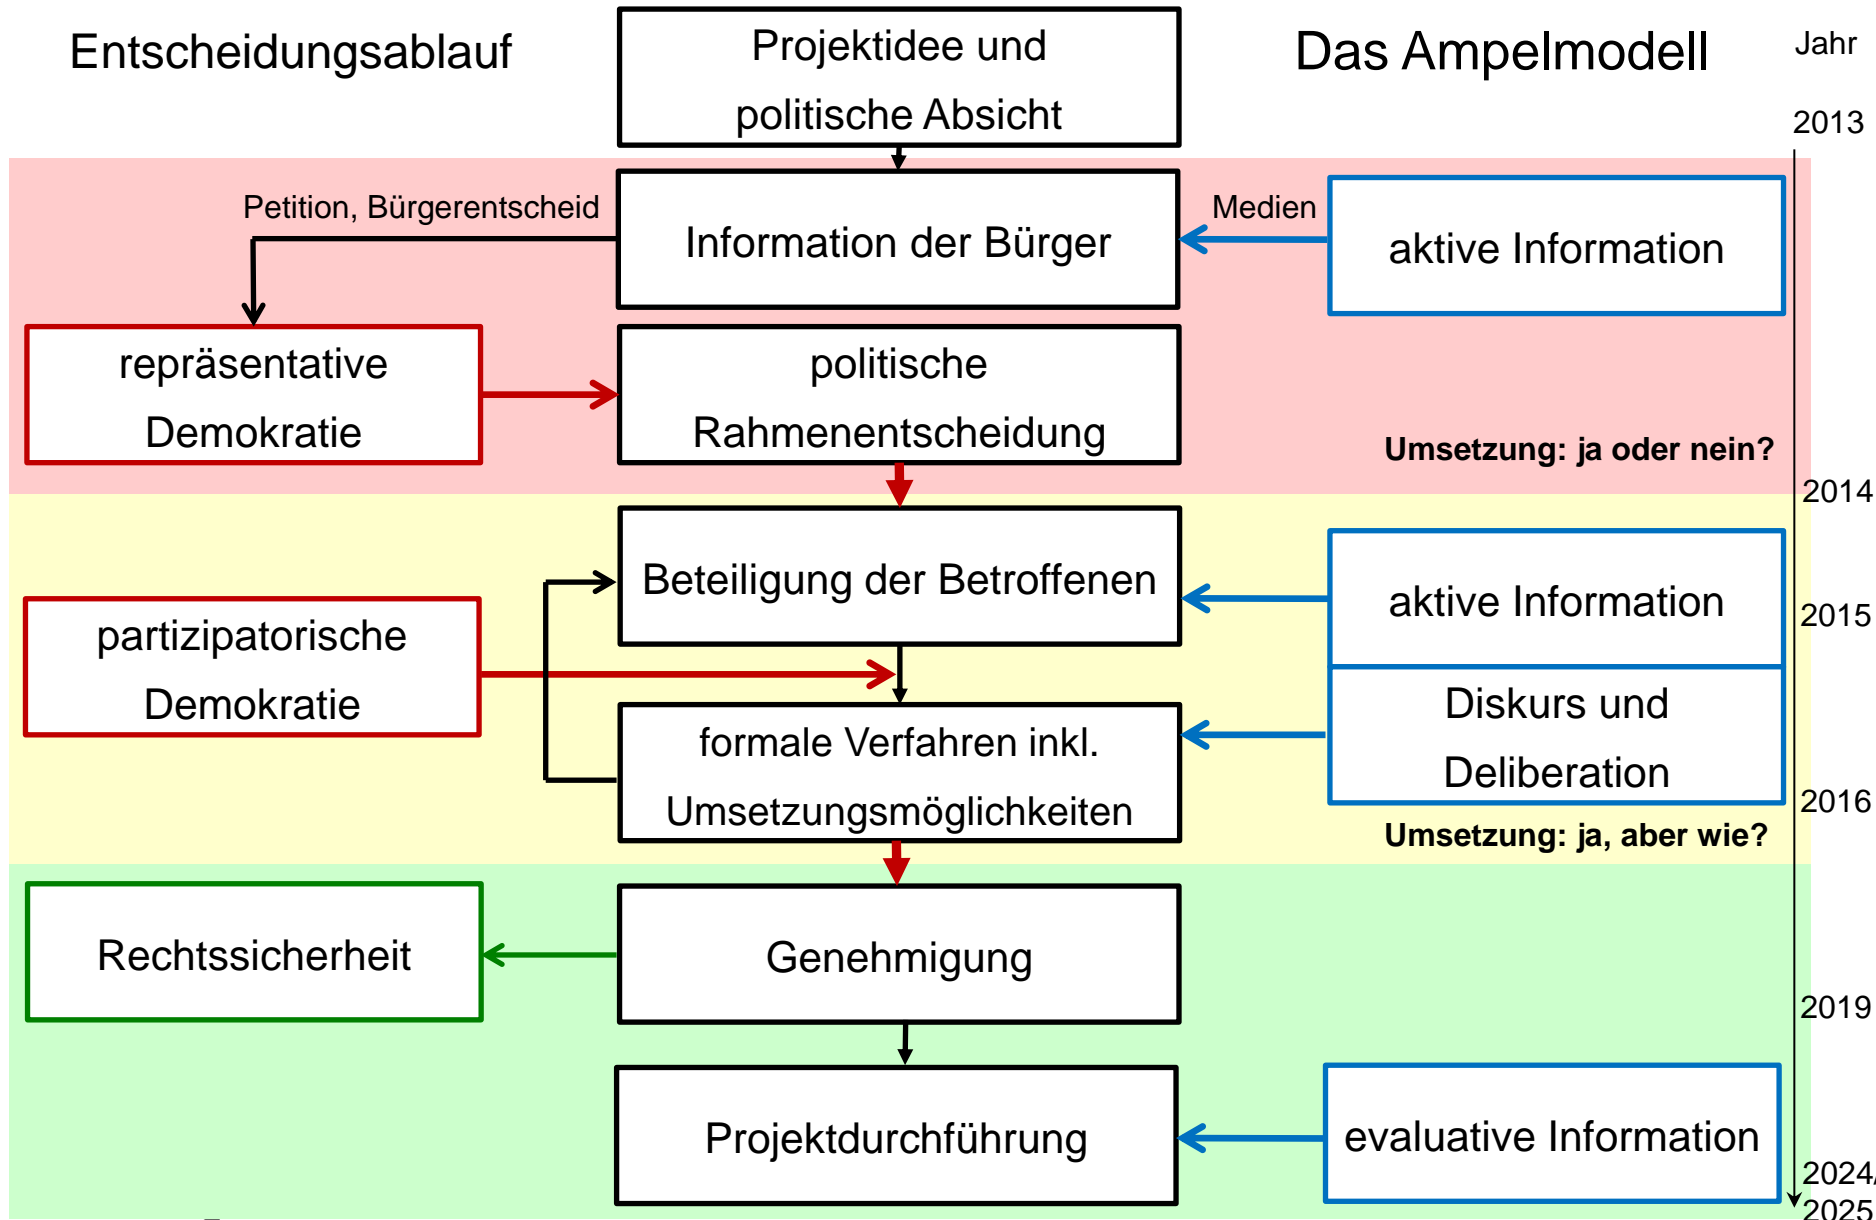 Entscheidungsablauf
Projektidee und
politische Absicht
Das Ampelmodell
Jahr
2013
Petition, Bürgerentscheid
Information der Bürger
Medien
aktive Information
repräsentative
Demokratie
politische
Rahmenentscheidung
Umsetzung: ja oder nein?
2014
Beteiligung der Betroffenen
aktive Information
2015
partizipatorische
Demokratie
formale Verfahren inkl.
Umsetzungsmöglichkeiten
Diskurs und
Deliberation
2016
Umsetzung: ja, aber wie?
Rechtssicherheit
Genehmigung
2019
Projektdurchführung
evaluative Information
2024/
2025